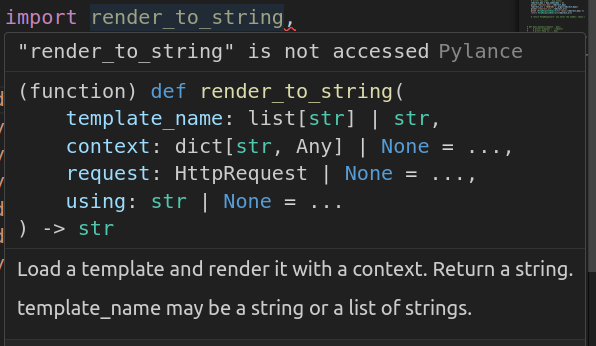 import render_to_string,
"render_to_string" is not accessed Pylance
(function) def render_to_string(
    template_name: list[str] | str,
    context: dict[str, Any] | None = ...,
    request: HttpRequest | None = ...,
    using: str | None = ...
) -> str
Load a template and render it with a context. Return a string.
template_name may be a string or a list of strings.